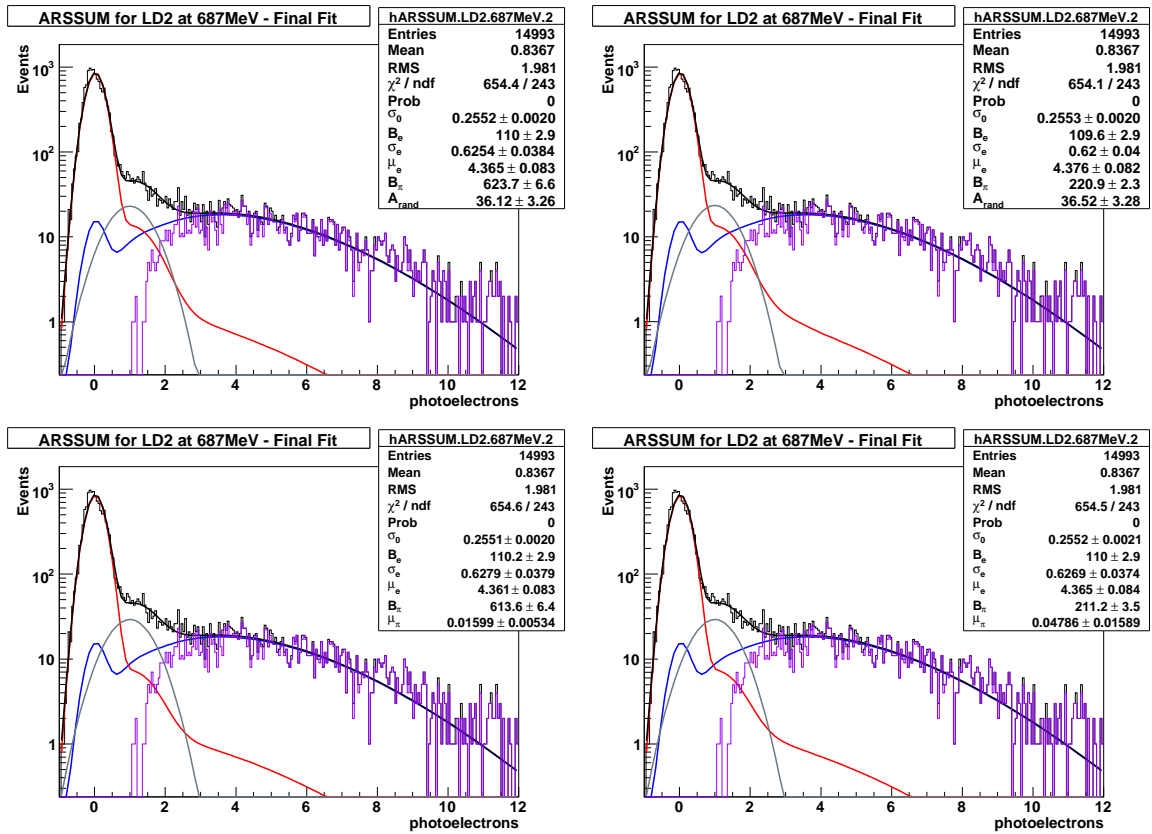 ARSSUM for LD2 at 687MeV - Final Fit
hARSSUM.LD2.687MeV.2
Entries 14993
Mean 0.8367
RMS 1.981
χ² / ndf 654.4 / 243
Prob 0
σ₀ 0.2552 ± 0.0020
Bₑ 110 ± 2.9
σₑ 0.6254 ± 0.0384
μₑ 4.365 ± 0.083
B_π 623.7 ± 6.6
A_rand 36.12 ± 3.26
Events
10³
10²
10
1
0 2 4 6 8 10 12
photoelectrons
ARSSUM for LD2 at 687MeV - Final Fit
hARSSUM.LD2.687MeV.2
Entries 14993
Mean 0.8367
RMS 1.981
χ² / ndf 654.1 / 243
Prob 0
σ₀ 0.2553 ± 0.0020
Bₑ 109.6 ± 2.9
σₑ 0.62 ± 0.04
μₑ 4.376 ± 0.082
B_π 220.9 ± 2.3
A_rand 36.52 ± 3.28
Events
10³
10²
10
1
0 2 4 6 8 10 12
photoelectrons
ARSSUM for LD2 at 687MeV - Final Fit
hARSSUM.LD2.687MeV.2
Entries 14993
Mean 0.8367
RMS 1.981
χ² / ndf 654.6 / 243
Prob 0
σ₀ 0.2551 ± 0.0020
Bₑ 110.2 ± 2.9
σₑ 0.6279 ± 0.0379
μₑ 4.361 ± 0.083
B_π 613.6 ± 6.4
μ_π 0.01599 ± 0.00534
Events
10³
10²
10
1
0 2 4 6 8 10 12
photoelectrons
ARSSUM for LD2 at 687MeV - Final Fit
hARSSUM.LD2.687MeV.2
Entries 14993
Mean 0.8367
RMS 1.981
χ² / ndf 654.5 / 243
Prob 0
σ₀ 0.2552 ± 0.0021
Bₑ 110 ± 2.9
σₑ 0.6269 ± 0.0374
μₑ 4.365 ± 0.084
B_π 211.2 ± 3.5
μ_π 0.04786 ± 0.01589
Events
10³
10²
10
1
0 2 4 6 8 10 12
photoelectrons